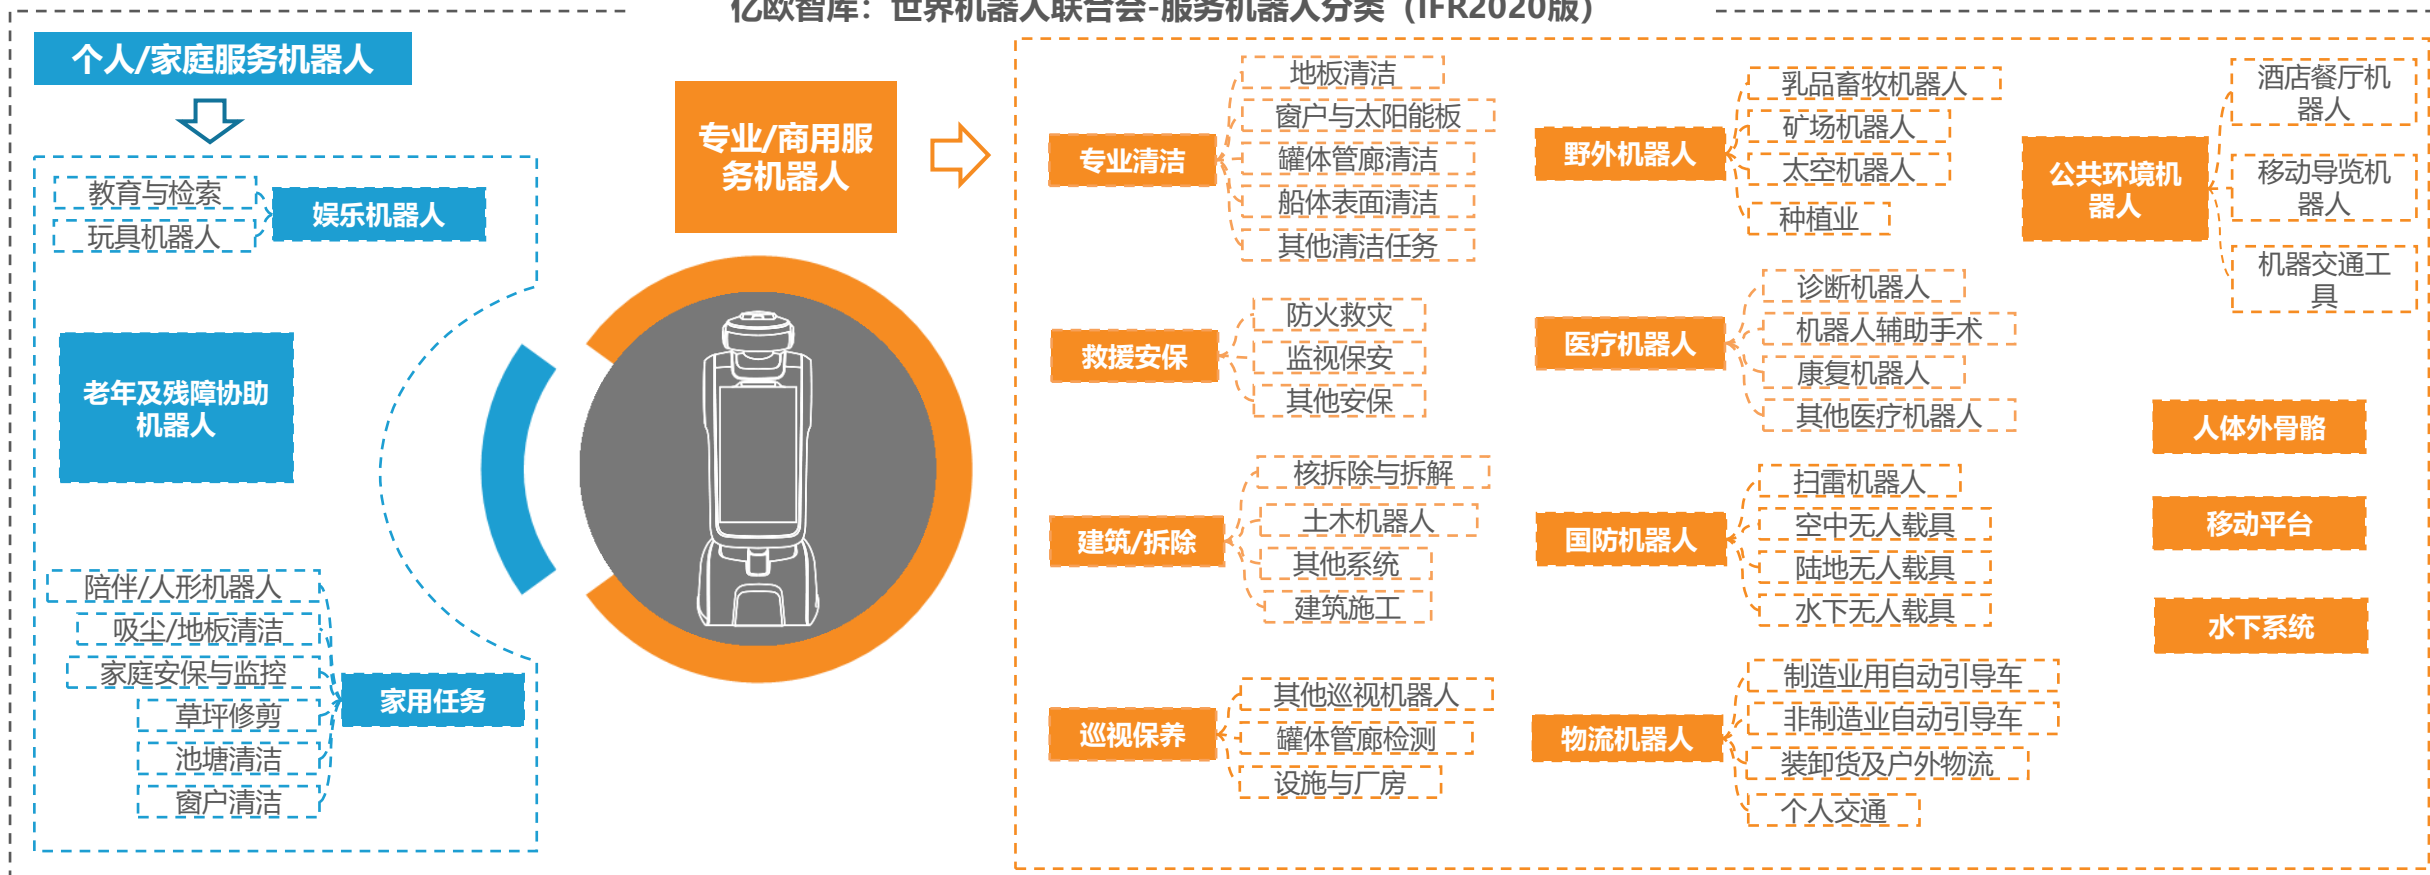 亿欧智库：世界机器人联合会-服务机器人分类（IFR2020版）
个人/家庭服务机器人
教育与检索
玩具机器人
娱乐机器人
老年及残障协助
机器人
陪伴/人形机器人
吸尘/地板清洁
家庭安保与监控
草坪修剪
池塘清洁
窗户清洁
家用任务
专业/商用服
务机器人
专业清洁
地板清洁
窗户与太阳能板
罐体管廊清洁
船体表面清洁
其他清洁任务
救援安保
防火救灾
监视保安
其他安保
建筑/拆除
核拆除与拆解
土木机器人
其他系统
建筑施工
巡视保养
其他巡视机器人
罐体管廊检测
设施与厂房
野外机器人
乳品畜牧机器人
矿场机器人
太空机器人
种植业
医疗机器人
诊断机器人
机器人辅助手术
康复机器人
其他医疗机器人
国防机器人
扫雷机器人
空中无人载具
陆地无人载具
水下无人载具
物流机器人
制造业用自动引导车
非制造业自动引导车
装卸货及户外物流
个人交通
公共环境机
器人
酒店餐厅机
器人
移动导览机
器人
机器交通工
具
人体外骨骼
移动平台
水下系统